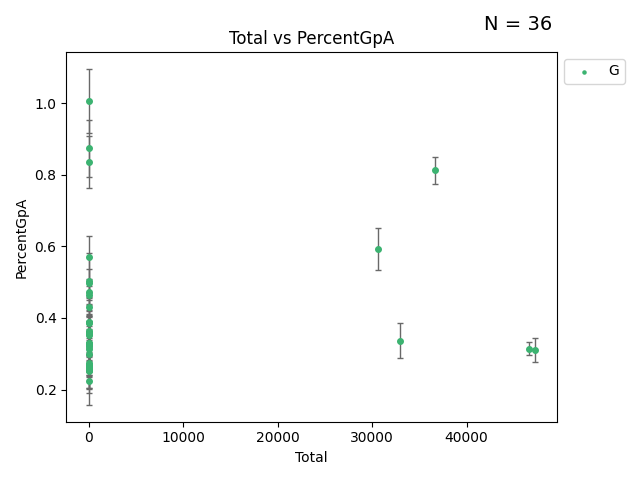 N = 36
Total vs PercentGpA
G
PercentGpA
1.0
0.8
0.6
0.4
0.2
0 10000 20000 30000 40000
Total